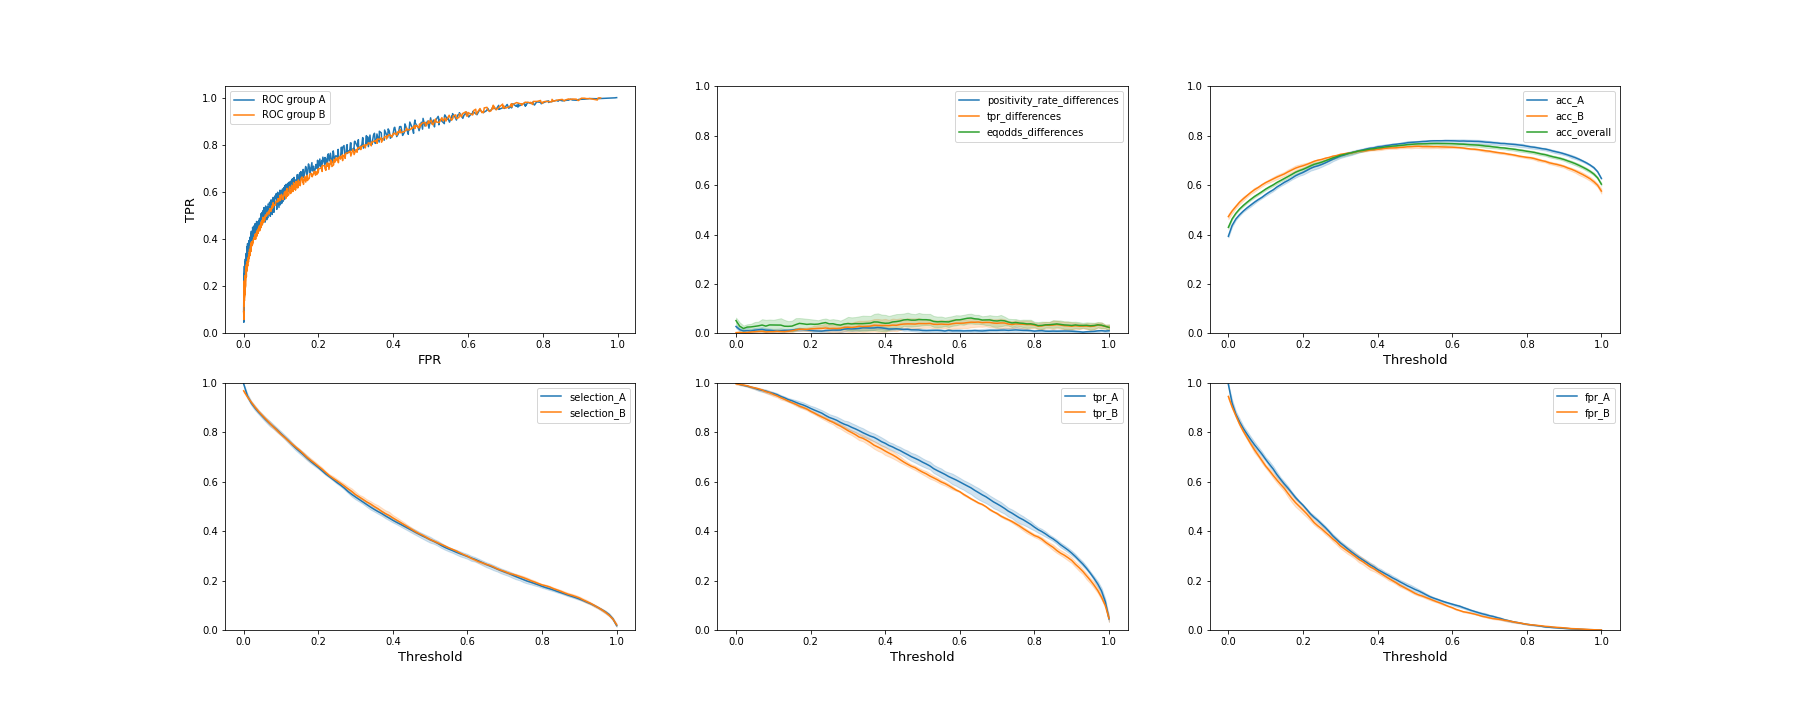 ROC group A
ROC group B
TPR
1.0
0.8
0.6
0.4
0.2
0.0
0.0 0.2 0.4 0.6 0.8 1.0
FPR
positivity_rate_differences
tpr_differences
eqodds_differences
1.0
0.8
0.6
0.4
0.2
0.0
0.0 0.2 0.4 0.6 0.8 1.0
Threshold
acc_A
acc_B
acc_overall
1.0
0.8
0.6
0.4
0.2
0.0
0.0 0.2 0.4 0.6 0.8 1.0
Threshold
selection_A
selection_B
1.0
0.8
0.6
0.4
0.2
0.0
0.0 0.2 0.4 0.6 0.8 1.0
Threshold
tpr_A
tpr_B
1.0
0.8
0.6
0.4
0.2
0.0
0.0 0.2 0.4 0.6 0.8 1.0
Threshold
fpr_A
fpr_B
1.0
0.8
0.6
0.4
0.2
0.0
0.0 0.2 0.4 0.6 0.8 1.0
Threshold